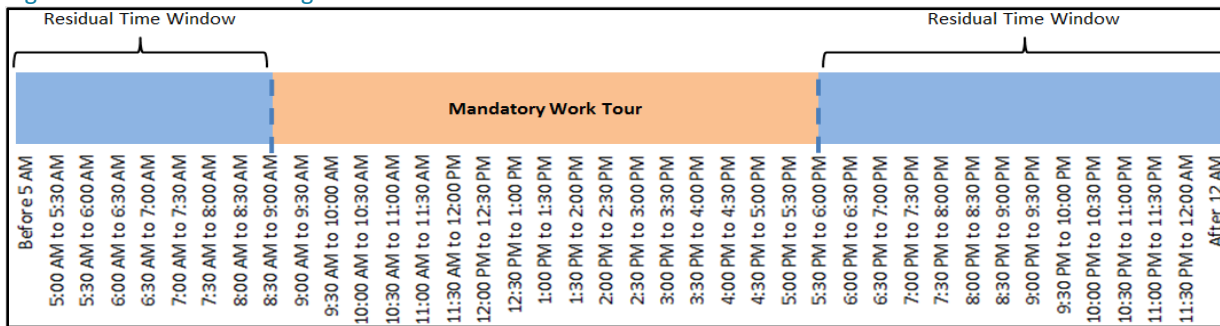 Residual Time Window
Residual Time Window
Mandatory Work Tour
Before 5 AM
5:00 AM to 5:30 AM
5:30 AM to 6:00 AM
6:00 AM to 6:30 AM
6:30 AM to 7:00 AM
7:00 AM to 7:30 AM
7:30 AM to 8:00 AM
8:00 AM to 8:30 AM
8:30 AM to 9:00 AM
9:00 AM to 9:30 AM
9:30 AM to 10:00 AM
10:00 AM to 10:30 AM
10:30 AM to 11:00 AM
11:00 AM to 11:30 AM
11:30 AM to 12:00 PM
12:00 PM to 12:30 PM
12:30 PM to 1:00 PM
1:00 PM to 1:30 PM
1:30 PM to 2:00 PM
2:00 PM to 2:30 PM
2:30 PM to 3:00 PM
3:00 PM to 3:30 PM
3:30 PM to 4:00 PM
4:00 PM to 4:30 PM
4:30 PM to 5:00 PM
5:00 PM to 5:30 PM
5:30 PM to 6:00 PM
6:00 PM to 6:30 PM
6:30 PM to 7:00 PM
7:00 PM to 7:30 PM
7:30 PM to 8:00 PM
8:00 PM to 8:30 PM
8:30 PM to 9:00 PM
9:00 PM to 9:30 PM
9:30 PM to 10:00 PM
10:00 PM to 10:30 PM
10:30 PM to 11:00 PM
11:00 PM to 11:30 PM
11:30 PM to 12:00 AM
After 12 AM